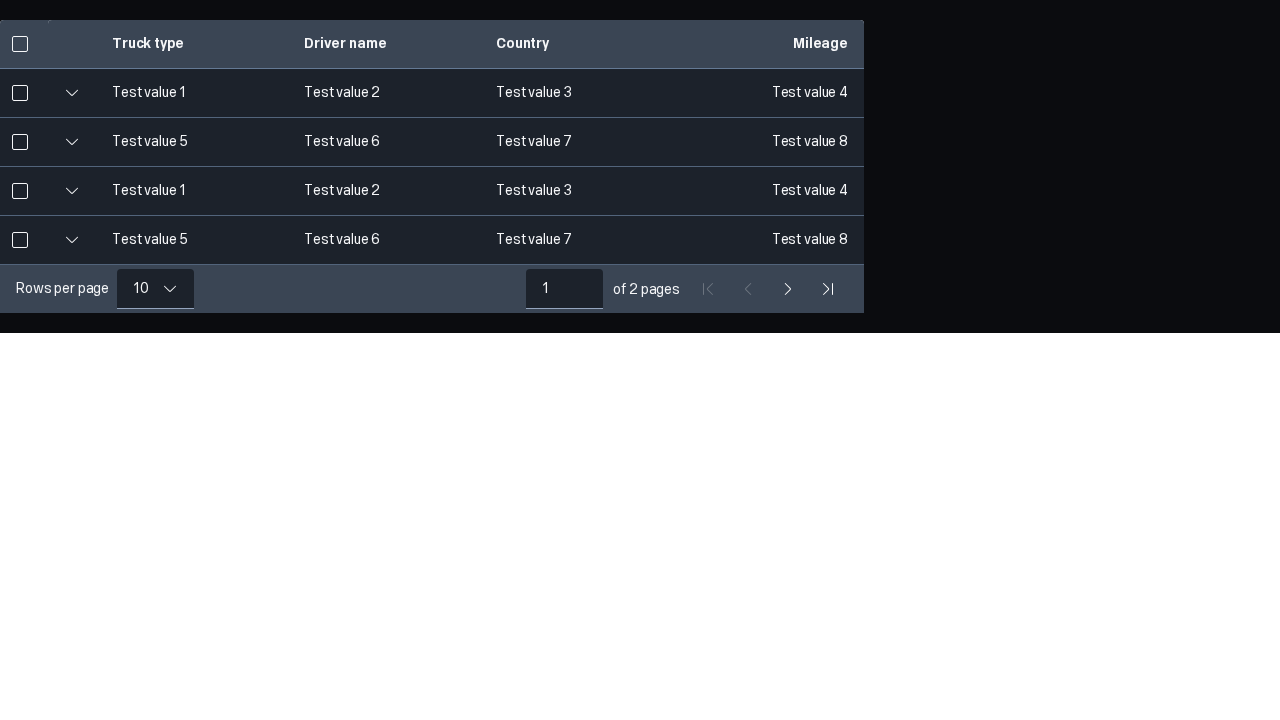 Truck type Driver name Country Mileage
Test value 1 Test value 2 Test value 3 Test value 4
Test value 5 Test value 6 Test value 7 Test value 8
Test value 1 Test value 2 Test value 3 Test value 4
Test value 5 Test value 6 Test value 7 Test value 8
Rows per page 10 1 of 2 pages